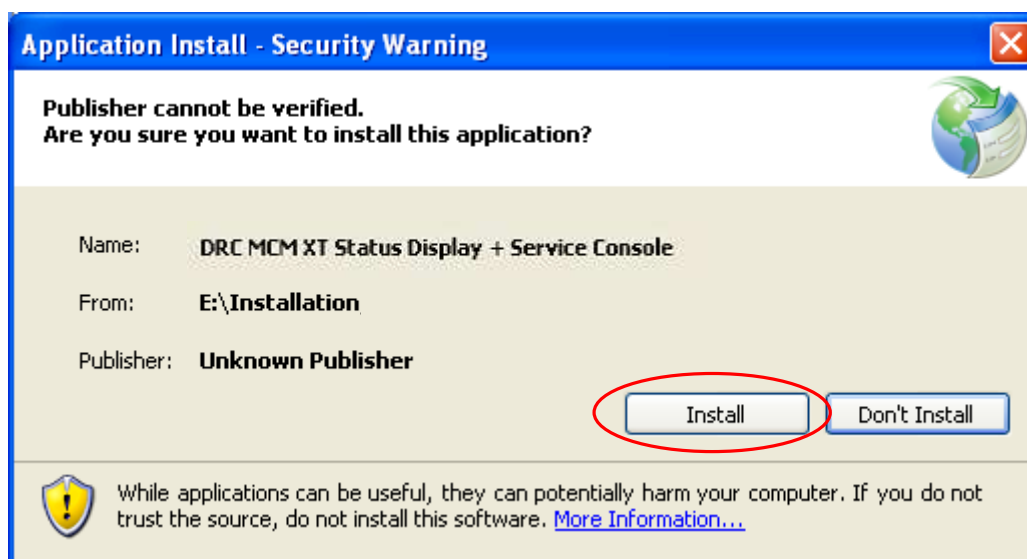 Application Install - Security Warning
Publisher cannot be verified.
Are you sure you want to install this application?
Name: DRC MCM XT Status Display + Service Console
From: E:\Installation
Publisher: Unknown Publisher
Install Don't Install
While applications can be useful, they can potentially harm your computer. If you do not
trust the source, do not install this software. More Information...